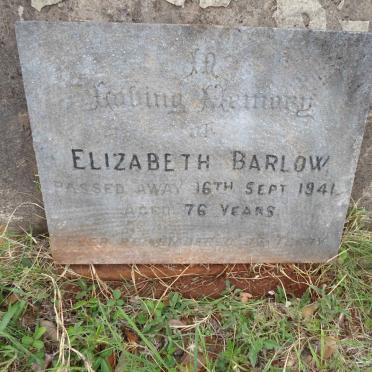 In
Loving Memory
of
ELIZABETH BARLOW
PASSED AWAY 16TH SEPT 1941
AGED 76 YEARS